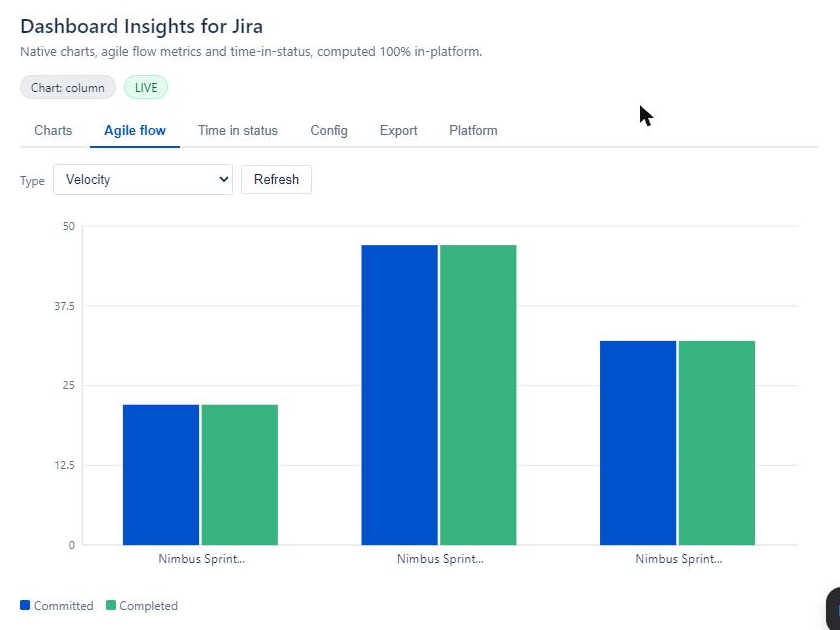 Dashboard Insights for Jira
Native charts, agile flow metrics and time-in-status, computed 100% in-platform.
Chart: column LIVE
Charts Agile flow Time in status Config Export Platform
Type Velocity Refresh
50
37.5
25
12.5
0
Nimbus Sprint... Nimbus Sprint... Nimbus Sprint...
Committed Completed